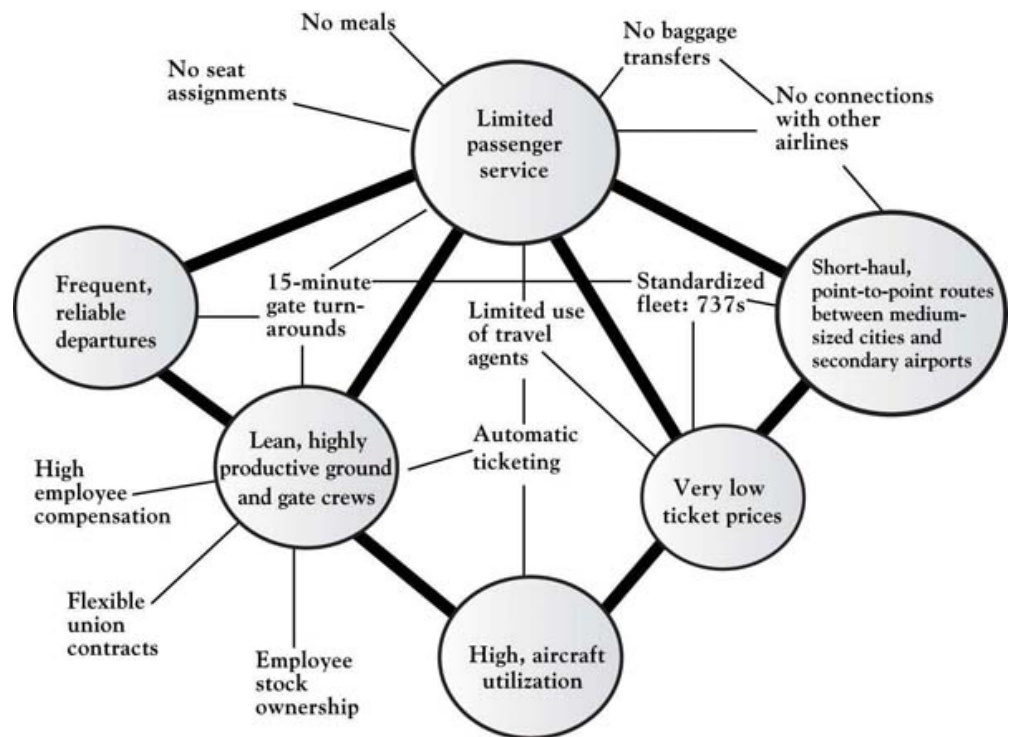 No meals
No baggage
transfers
No seat
assignments
No connections
with other
airlines
Limited
passenger
service
Frequent,
reliable
departures
15-minute
gate turn-
arounds
Limited use
of travel
agents
Standardized
fleet: 737s
Short-haul,
point-to-point routes
between medium-
sized cities and
secondary airports
High
employee
compensation
Lean, highly
productive ground
and gate crews
Automatic
ticketing
Very low
ticket prices
Flexible
union
contracts
Employee
stock
ownership
High, aircraft
utilization